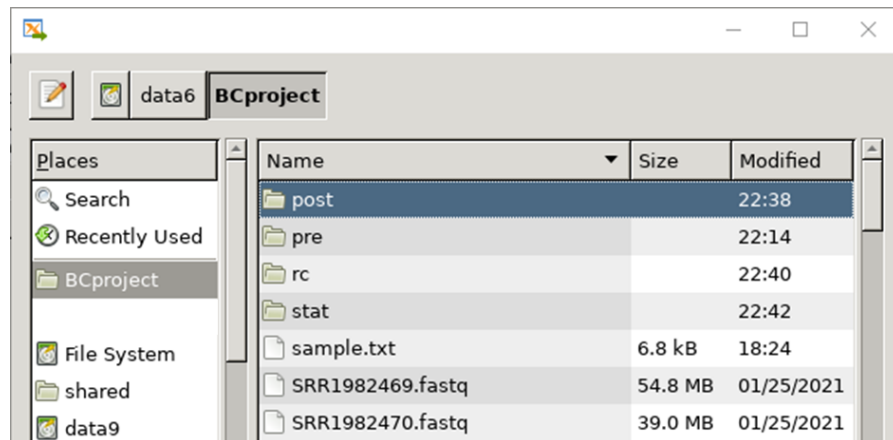 data6 BCproject
Places
Search
Recently Used
BCproject
File System
shared
data9
Name Size Modified
post 22:38
pre 22:14
rc 22:40
stat 22:42
sample.txt 6.8 kB 18:24
SRR1982469.fastq 54.8 MB 01/25/2021
SRR1982470.fastq 39.0 MB 01/25/2021